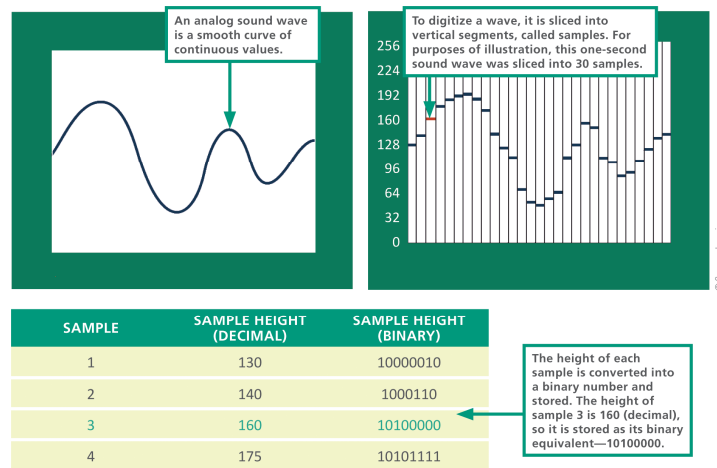 An analog sound wave
is a smooth curve of
continuous values.
To digitize a wave, it is sliced into
vertical segments, called samples. For
purposes of illustration, this one-second
sound wave was sliced into 30 samples.
256
224
192
160
128
96
64
32
0
SAMPLE SAMPLE HEIGHT (DECIMAL) SAMPLE HEIGHT (BINARY)
1 130 10000010
2 140 1000110
3 160 10100000
4 175 10101111
The height of each
sample is converted into
a binary number and
stored. The height of
sample 3 is 160 (decimal),
so it is stored as its binary
equivalent—10100000.